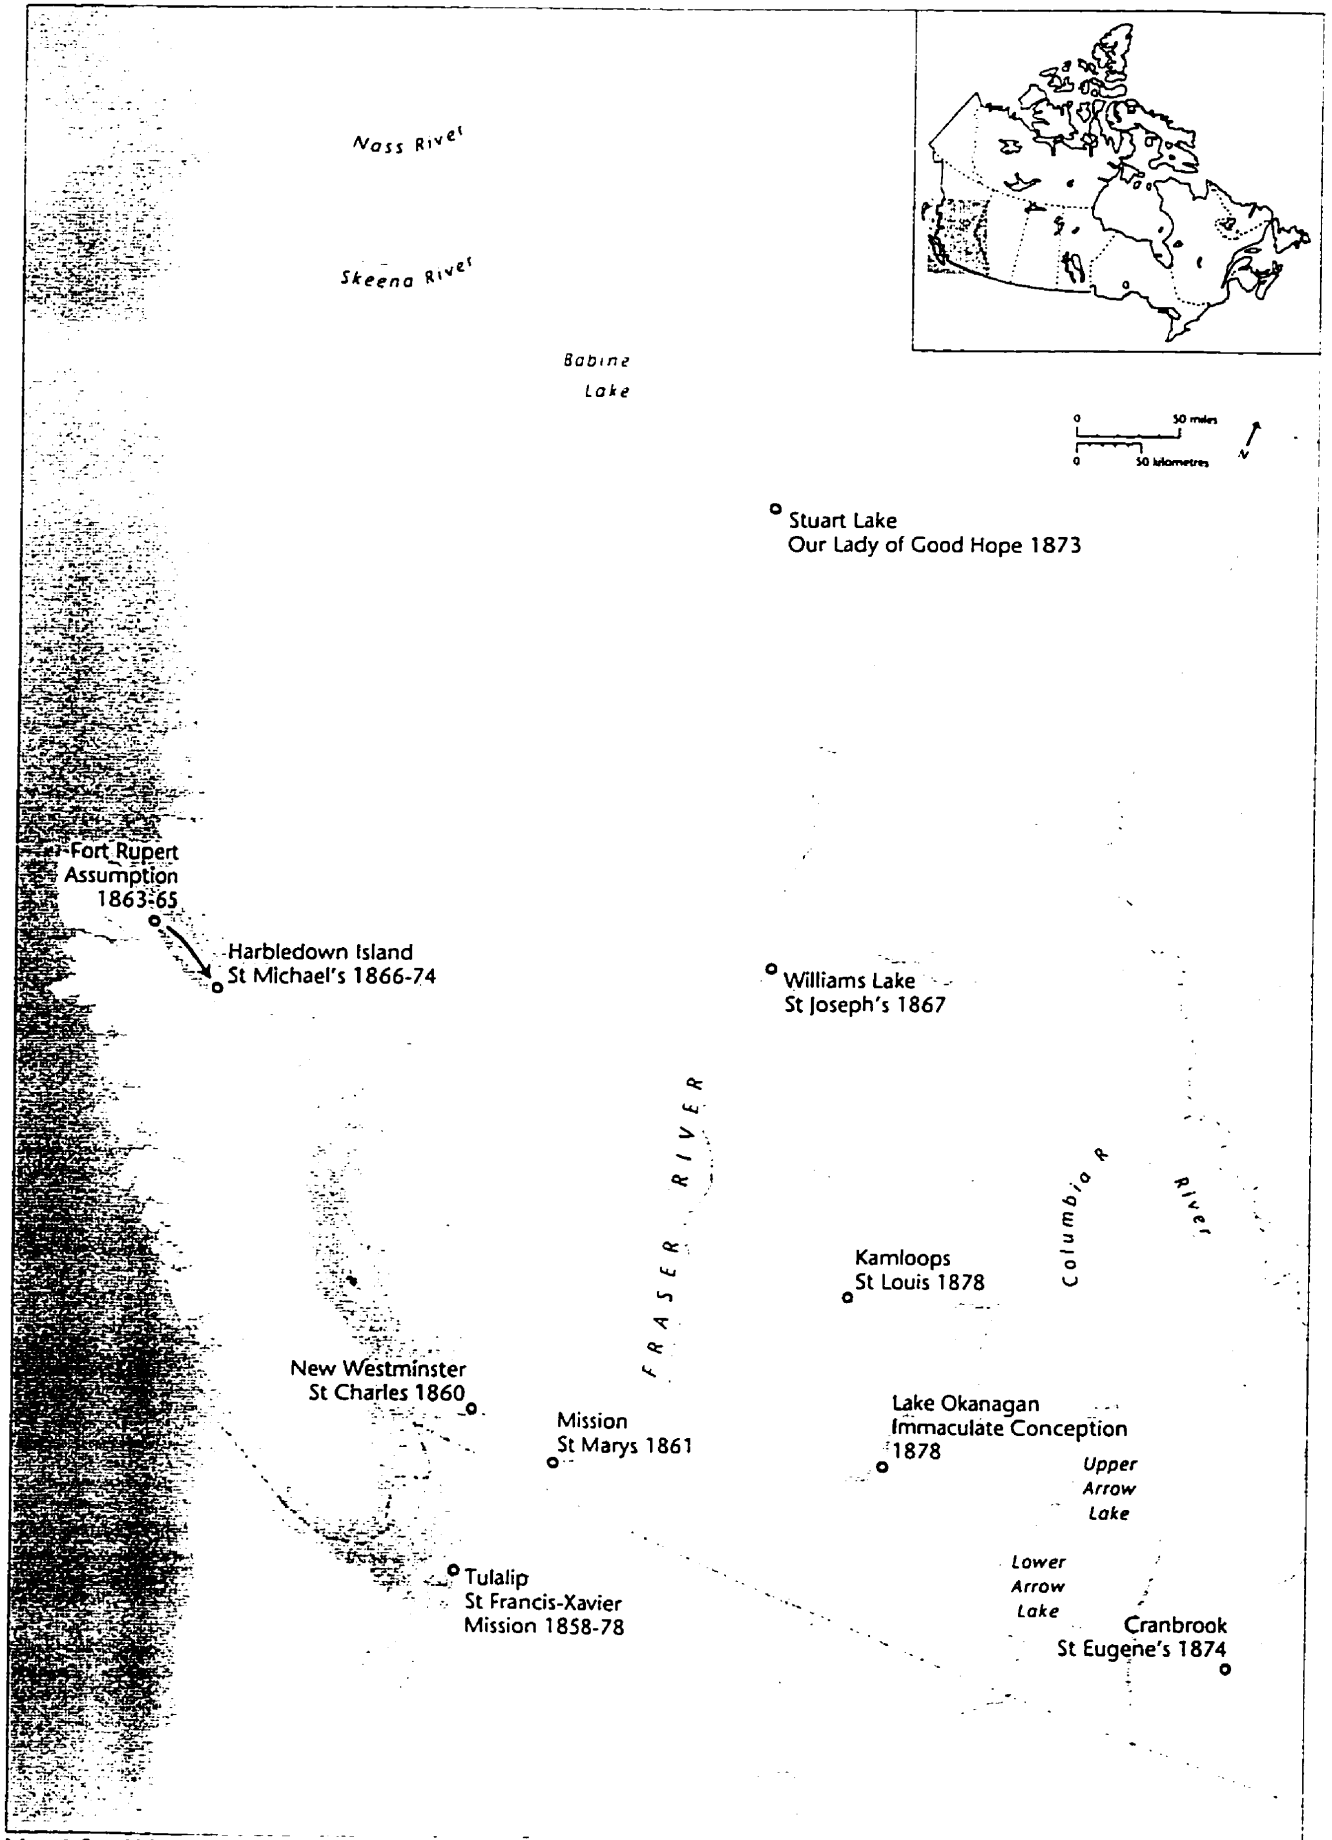 Nass River
Skeena River
Babine
Lake
0 50 miles
0 50 kilometres
N
Stuart Lake
Our Lady of Good Hope 1873
Fort Rupert
Assumption
1863-65
Harbledown Island
St Michael's 1866-74
Williams Lake
St Joseph's 1867
FRASER RIVER
Columbia R
River
Kamloops
St Louis 1878
New Westminster
St Charles 1860
Mission
St Marys 1861
Lake Okanagan
Immaculate Conception
1878
Upper
Arrow
Lake
Lower
Arrow
Lake
Tulalip
St Francis-Xavier
Mission 1858-78
Cranbrook
St Eugene's 1874